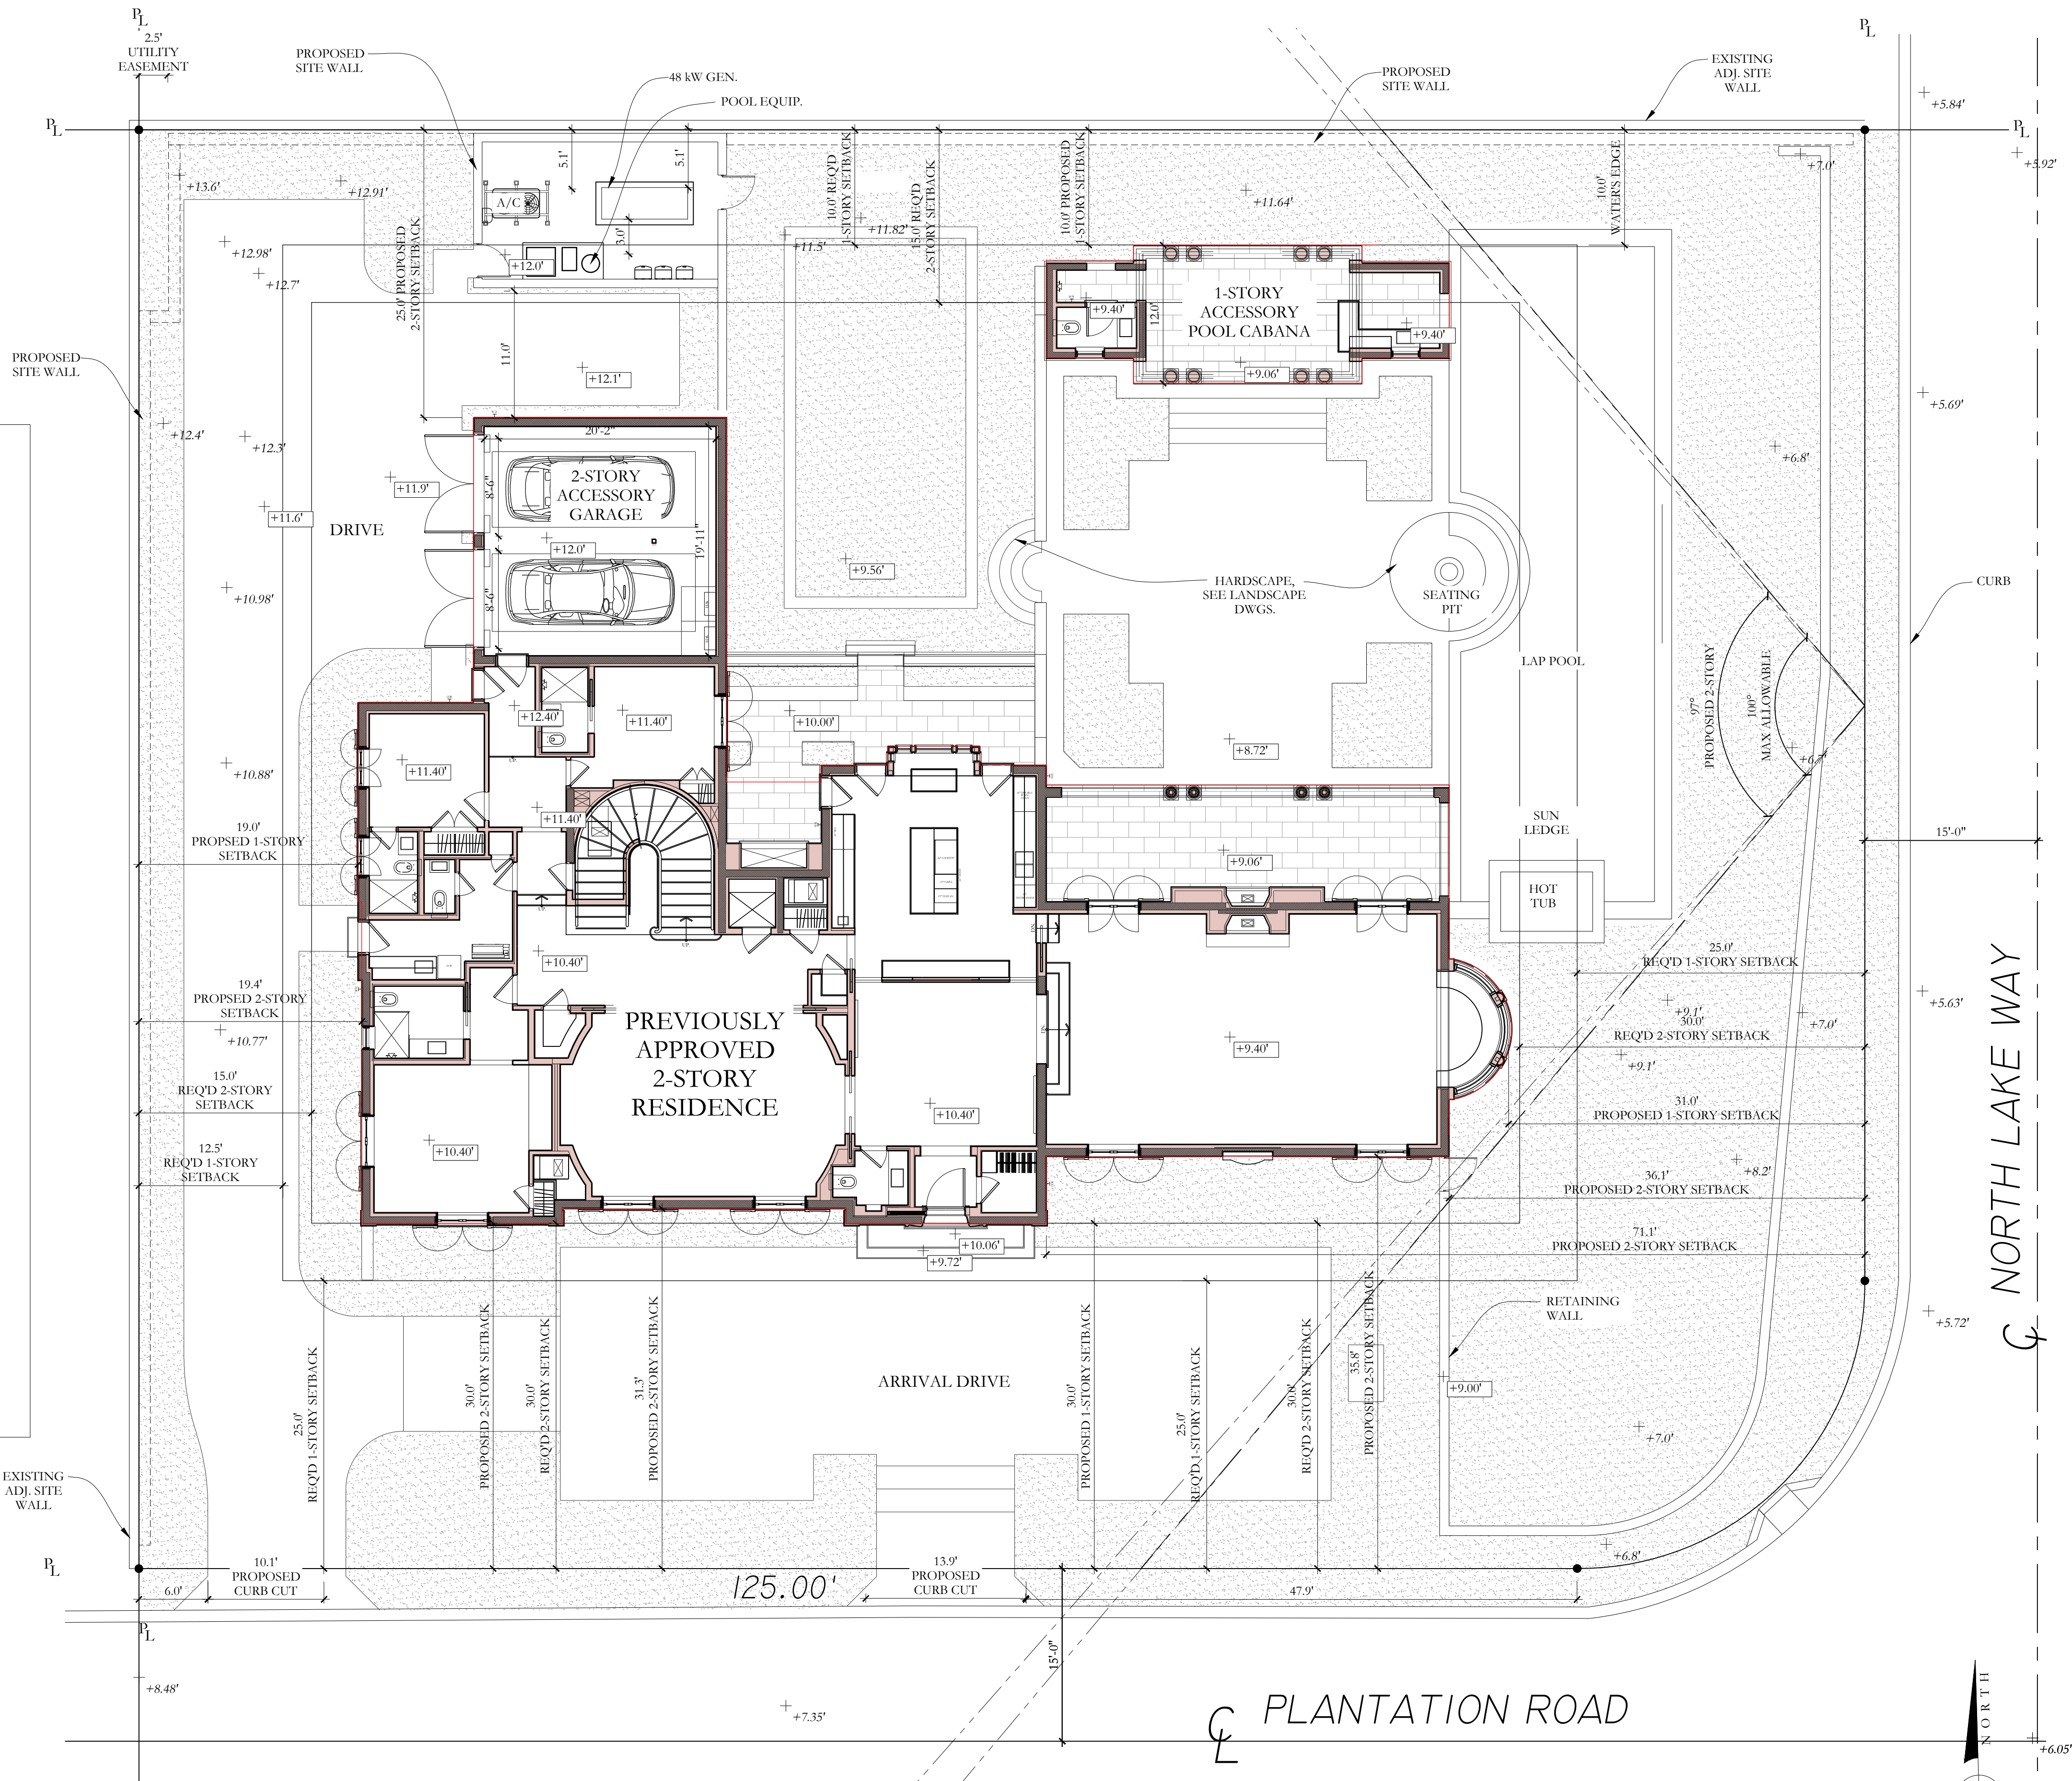 PL
PL
2.5'
UTILITY
EASEMENT
PROPOSED
SITE WALL
48 kW GEN.
POOL EQUIP.
PROPOSED
SITE WALL
EXISTING
ADJ. SITE
WALL
+5.84'
PL
PL
+5.92'
+13.6'
+12.91'
5.1'
5.1'
A/C
3.0'
10.0' REQ'D
1-STORY SETBACK
15.0' REQ'D
2-STORY SETBACK
10.0' PROPOSED
1-STORY SETBACK
10.0'
WATER'S EDGE
+7.0'
+11.64'
+11.82'
+11.5'
+12.98'
+12.7'
+12.0'
25.0' PROPOSED
2-STORY SETBACK
11.0'
+12.1'
1-STORY
ACCESSORY
POOL CABANA
12.0'
+9.40'
+9.40'
+9.06'
PROPOSED
SITE WALL
+12.4'
+12.3'
+11.9'
+11.6'
DRIVE
20'-2"
8'-6"
8'-6"
19'-11"
2-STORY
ACCESSORY
GARAGE
+12.0'
+5.69'
+6.8'
+9.56'
HARDSCAPE,
SEE LANDSCAPE
DWGS.
SEATING
PIT
CURB
+10.98'
LAP POOL
97°
PROPOSED 2-STORY
100°
MAX ALLOWABLE
+12.40'
+11.40'
+10.00'
+8.72'
+10.88'
+11.40'
+11.40'
UP.
SUN
LEDGE
15'-0"
19.0'
PROPSED 1-STORY
SETBACK
+9.06'
HOT
TUB
UP.
UP.
+10.40'
25.0'
REQ'D 1-STORY SETBACK
19.4'
PROPSED 2-STORY
SETBACK
+10.77'
PREVIOUSLY
APPROVED
2-STORY
RESIDENCE
+9.40'
+9.1'
30.0'
REQ'D 2-STORY SETBACK
+7.0'
+5.63'
+9.1'
15.0'
REQ'D 2-STORY
SETBACK
12.5'
REQ'D 1-STORY
SETBACK
+10.40'
+10.40'
31.0'
PROPOSED 1-STORY SETBACK
+8.2'
36.1'
PROPOSED 2-STORY SETBACK
71.1'
PROPOSED 2-STORY SETBACK
+10.06'
+9.72'
RETAINING
WALL
NORTH LAKE WAY
CL
+5.72'
25.0'
REQ'D 1-STORY SETBACK
30.0'
PROPOSED 2-STORY SETBACK
30.0'
REQ'D 2-STORY SETBACK
31.3'
PROPOSED 2-STORY SETBACK
ARRIVAL DRIVE
30.0'
PROPOSED 1-STORY SETBACK
25.0'
REQ'D 1-STORY SETBACK
30.0'
REQ'D 2-STORY SETBACK
35.8'
PROPOSED 2-STORY SETBACK
+9.00'
+7.0'
EXISTING
ADJ. SITE
WALL
PL
+6.8'
6.0'
10.1'
PROPOSED
CURB CUT
125.00'
13.9'
PROPOSED
CURB CUT
47.9'
PL
15'-0"
+8.48'
+7.35'
CL PLANTATION ROAD
NORTH
+6.05'